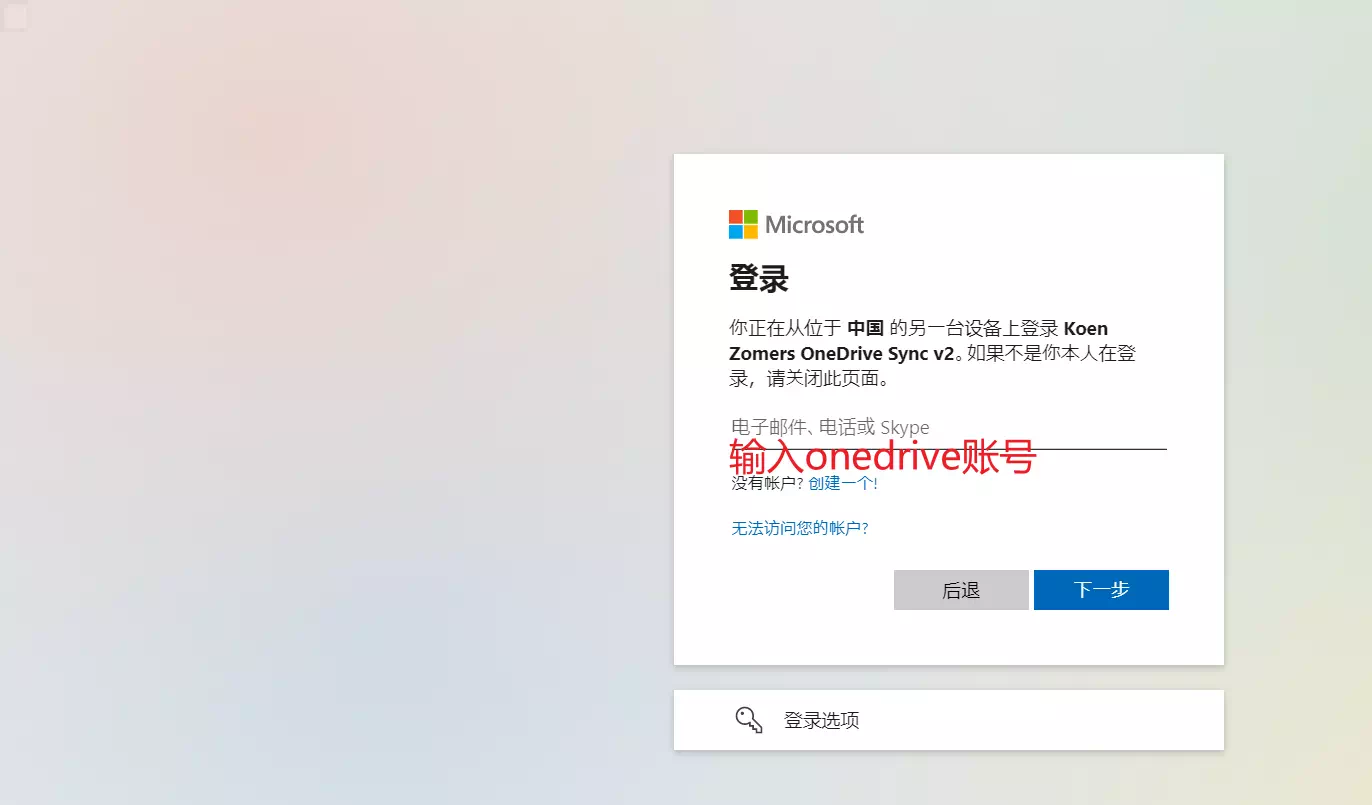 Microsoft
登录
你正在从位于 中国 的另一台设备上登录 Koen
Zomers OneDrive Sync v2。如果不是你本人在登
录，请关闭此页面。
电子邮件、电话或 Skype
输入onedrive账号
没有帐户? 创建一个!
无法访问您的帐户?
后退
下一步
登录选项